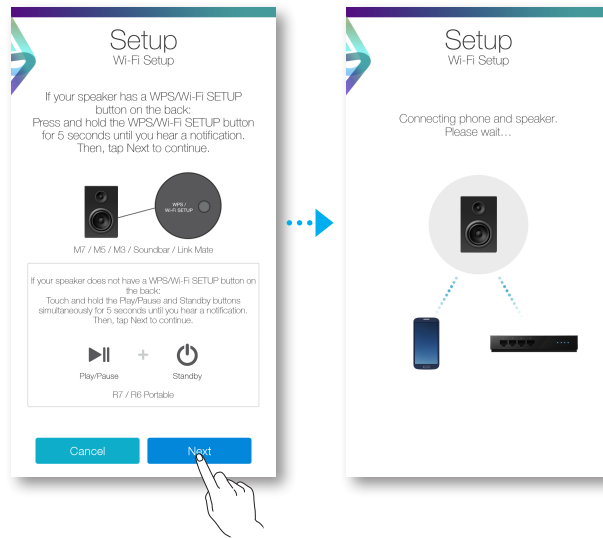 Setup
Wi-Fi Setup
If your speaker has a WPS/Wi-Fi SETUP
button on the back:
Press and hold the WPS/Wi-Fi SETUP button
for 5 seconds until you hear a notification.
Then, tap Next to continue.
WPS /
Wi-Fi SETUP
M7 / M5 / M3 / Soundbar / Link Mate
If your speaker does not have a WPS/Wi-Fi SETUP button on
the back:
Touch and hold the Play/Pause and Standby buttons
simultaneously for 5 seconds until you hear a notification.
Then, tap Next to continue.
+
Play/Pause
Standby
R7 / R6 Portable
Cancel
Next
Setup
Wi-Fi Setup
Connecting phone and speaker.
Please wait…